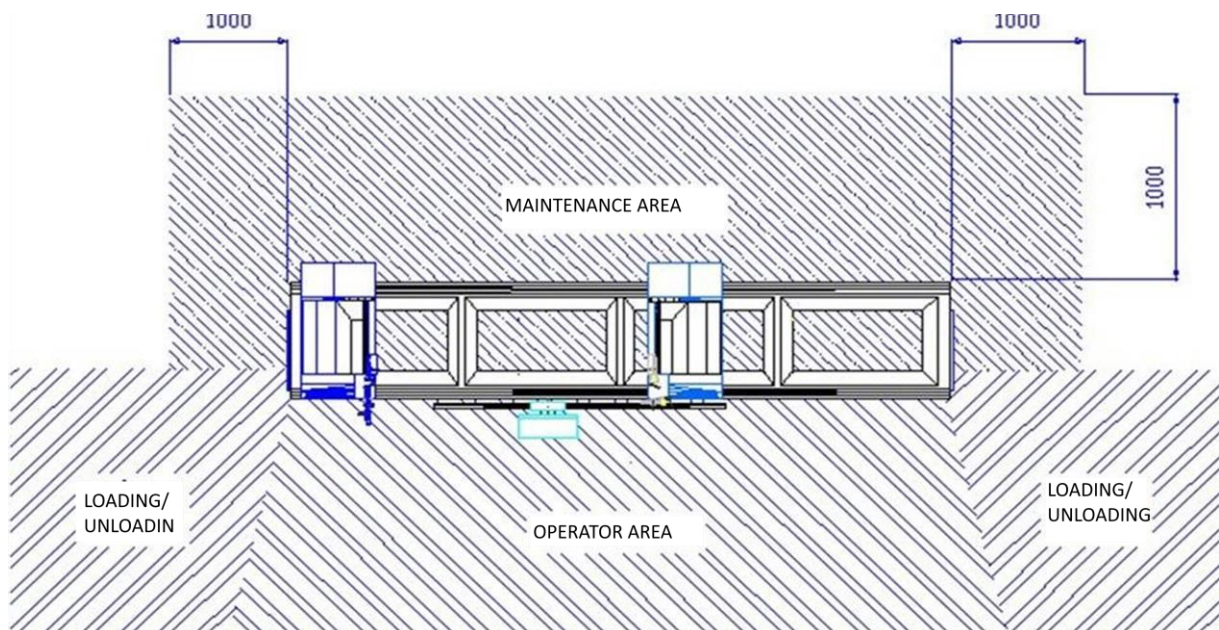 1000
1000
1000
MAINTENANCE AREA
LOADING/
UNLOADIN
LOADING/
UNLOADING
OPERATOR AREA